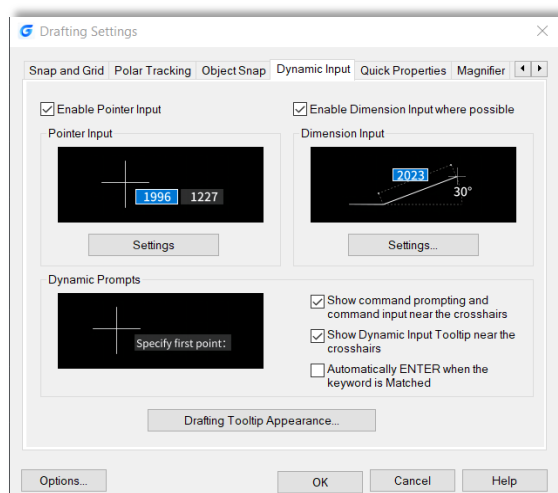 Drafting Settings
Snap and Grid Polar Tracking Object Snap Dynamic Input Quick Properties Magnifier
Enable Pointer Input
Enable Dimension Input where possible
Pointer Input
Dimension Input
1996 1227
2023
30°
Settings
Settings...
Dynamic Prompts
Specify first point:
Show command prompting and
command input near the crosshairs
Show Dynamic Input Tooltip near the
crosshairs
Automatically ENTER when the
keyword is Matched
Drafting Tooltip Appearance...
Options...
OK
Cancel
Help